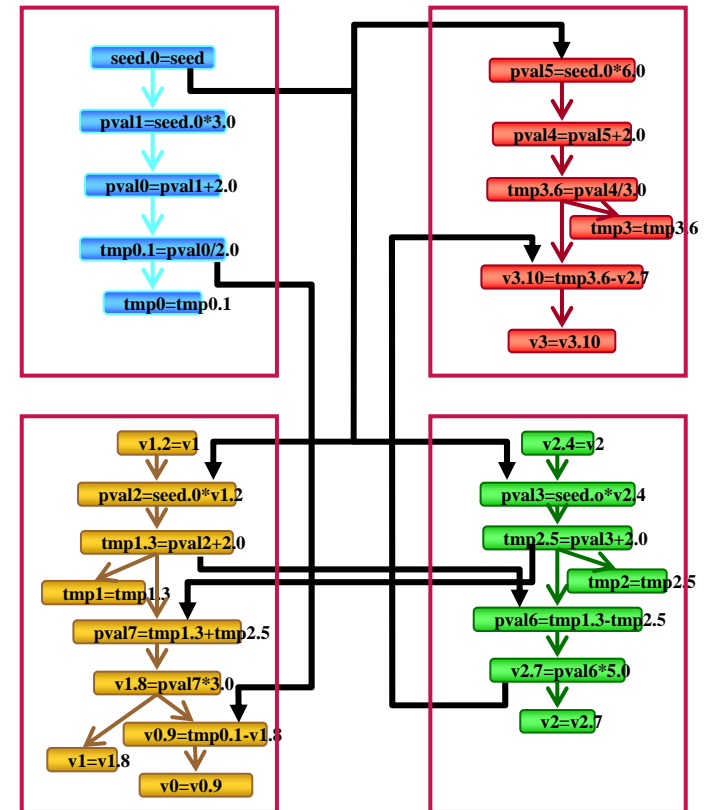 seed.0=seed
pval1=seed.0*3.0
pval0=pval1+2.0
tmp0.1=pval0/2.0
tmp0=tmp0.1
pval5=seed.0*6.0
pval4=pval5+2.0
tmp3.6=pval4/3.0
tmp3=tmp3.6
v3.10=tmp3.6-v2.7
v3=v3.10
v1.2=v1
pval2=seed.0*v1.2
tmp1.3=pval2+2.0
tmp1=tmp1.3
pval7=tmp1.3+tmp2.5
v1.8=pval7*3.0
v0.9=tmp0.1-v1.8
v1=v1.8
v0=v0.9
v2.4=v2
pval3=seed.o*v2.4
tmp2.5=pval3+2.0
tmp2=tmp2.5
pval6=tmp1.3-tmp2.5
v2.7=pval6*5.0
v2=v2.7